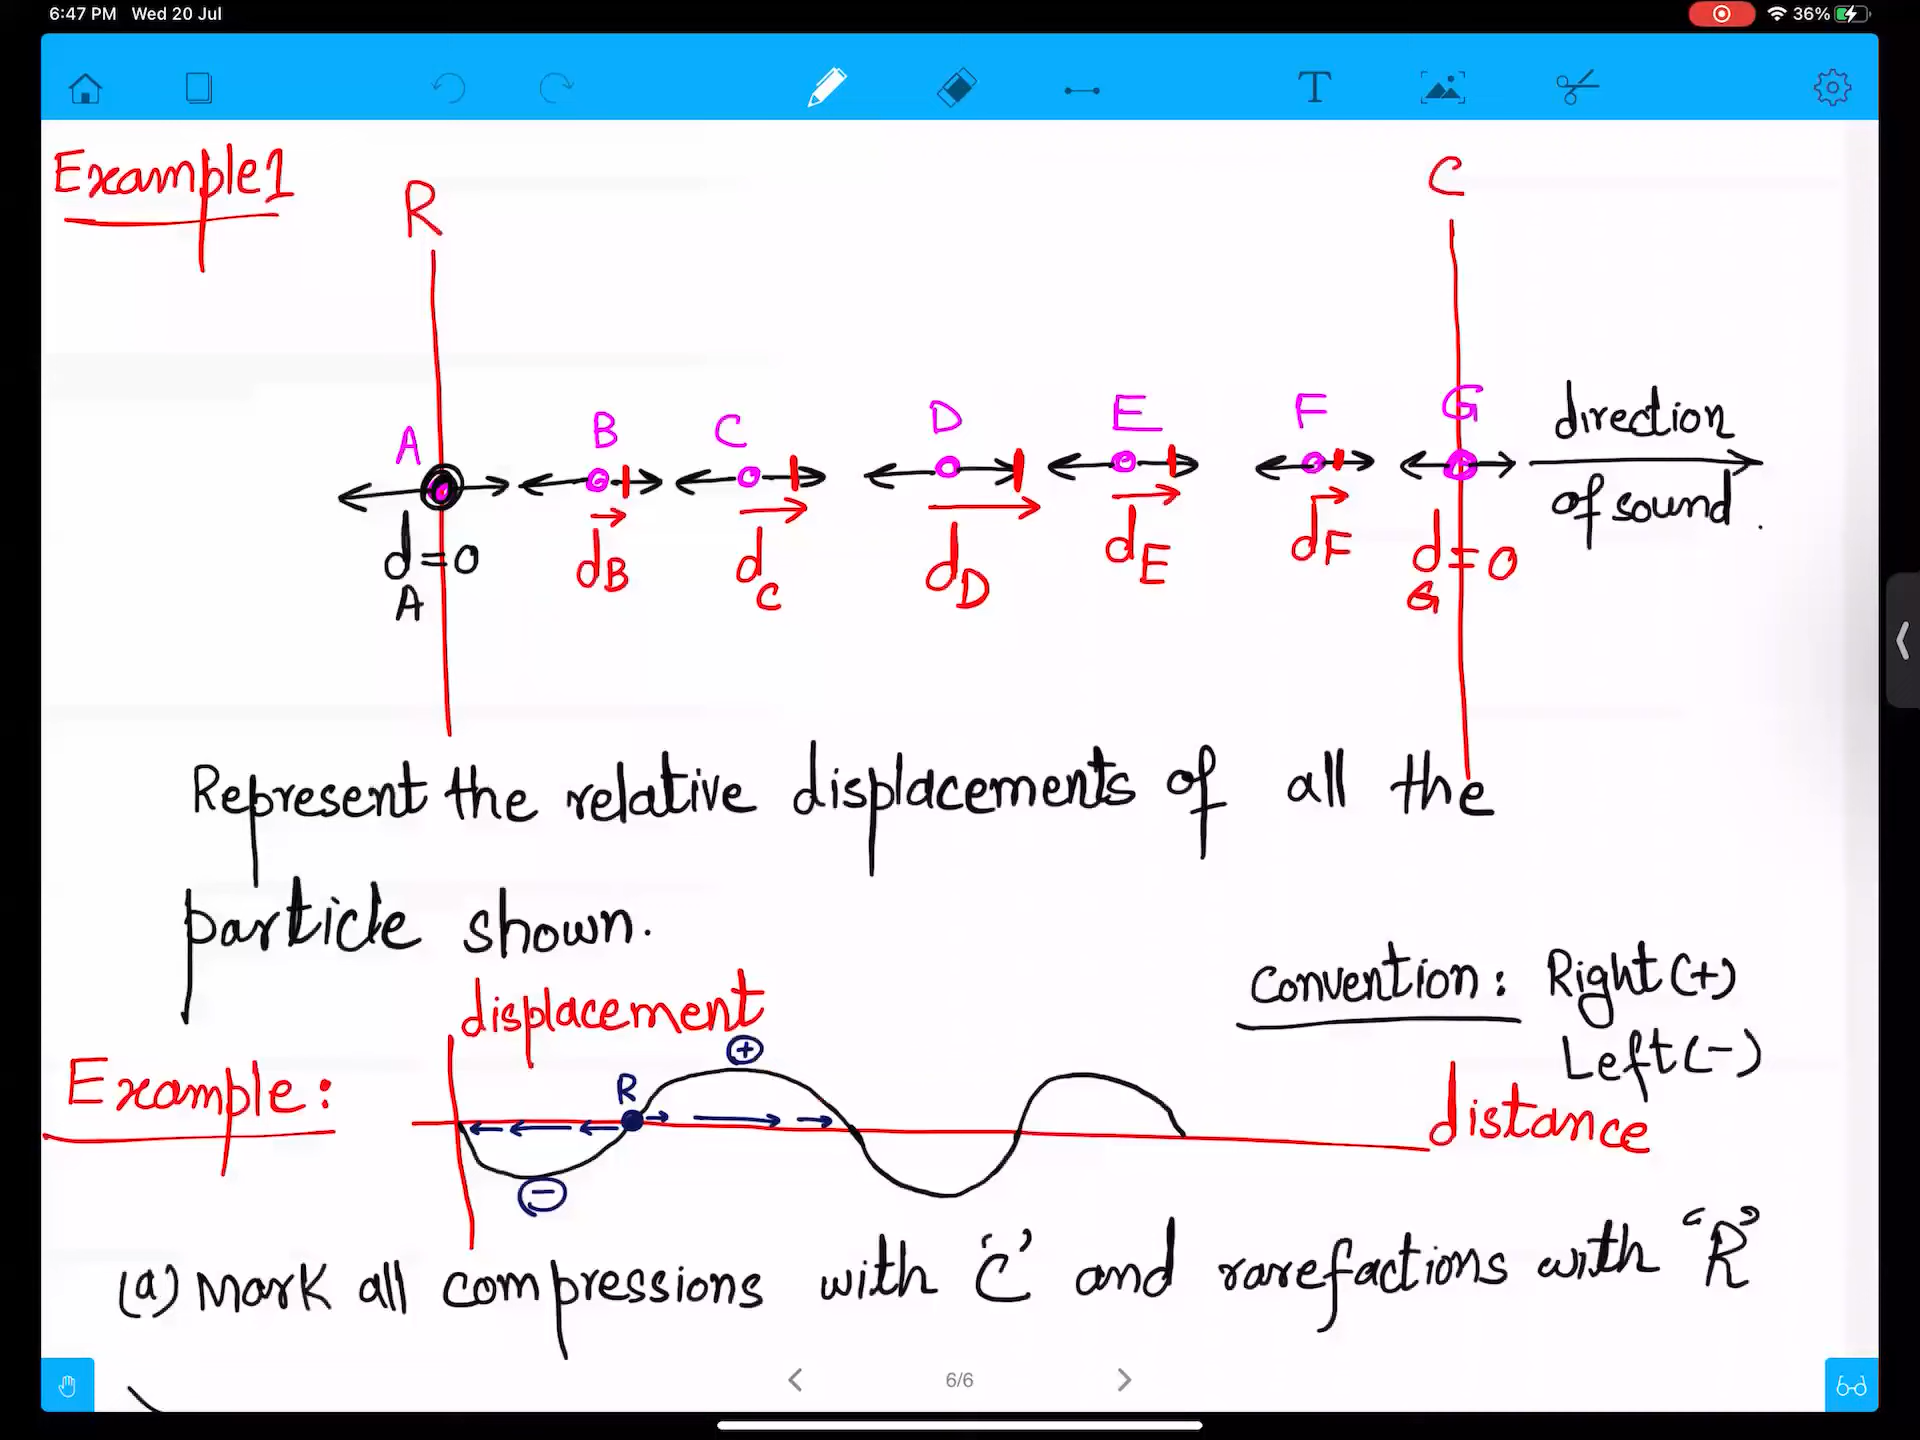 6:47 PM Wed 20 Jul
36%
T
Example1
R
C
A B C D E F G
direction
of sound.
d=0
A
dB
dC
dD
dE
dF
d=0
G
Represent the relative displacements of all the
particle shown.
Convention: Right(+)
Left(-)
displacement
Example:
R
+
-
distance
(a) Mark all compressions with 'C' and rarefactions with "R"
6/6